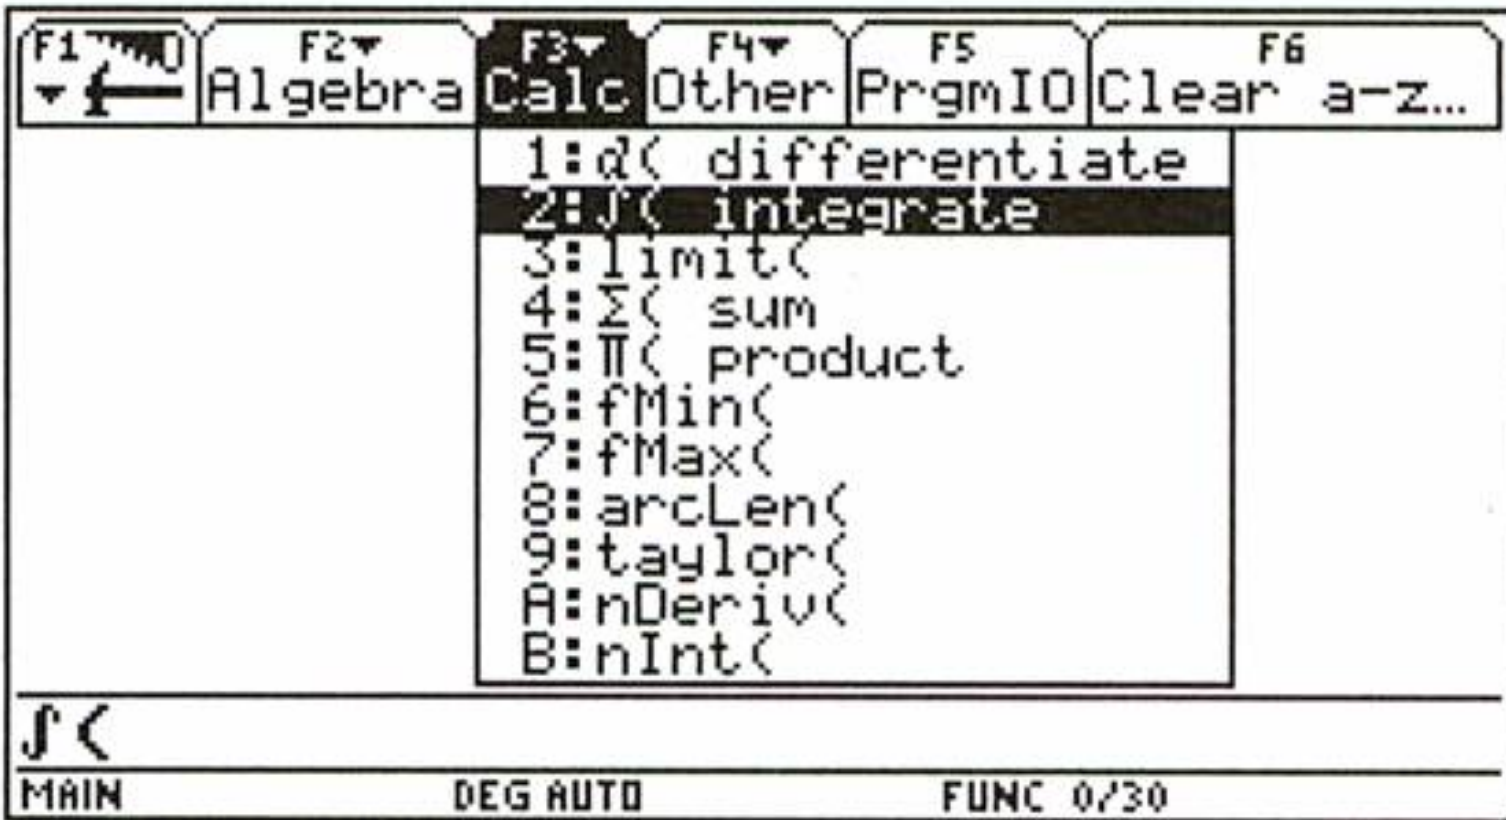 F1 F2 F3 F4 F5 F6
Algebra Calc Other PrgmIO Clear a-z…
1:d( differentiate
2:∫( integrate
3:limit(
4:Σ( sum
5:Π( product
6:fMin(
7:fMax(
8:arcLen(
9:taylor(
A:nDeriv(
B:nInt(
∫(
MAIN DEG AUTO FUNC 0/30